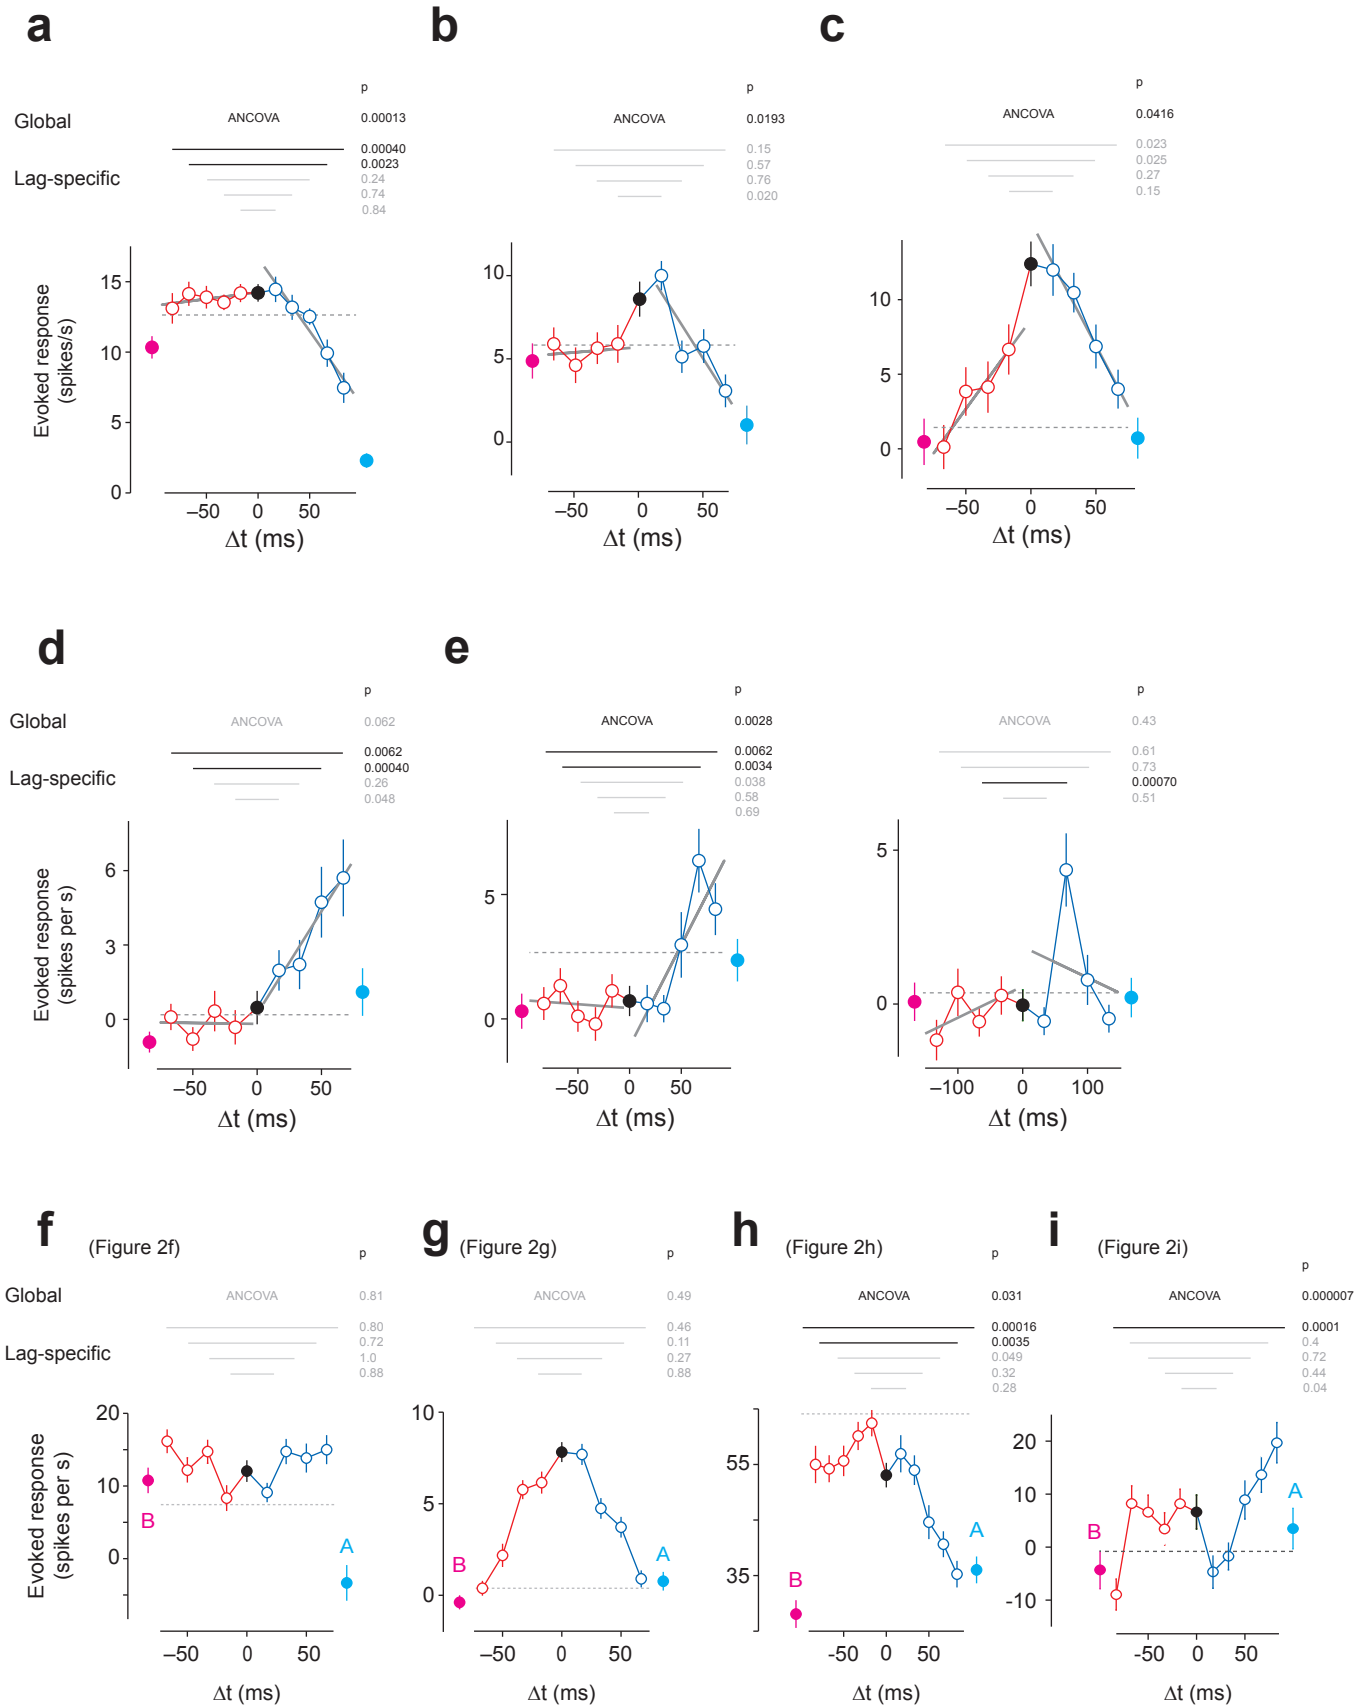 a
b
c
p
p
p
Global
ANCOVA
0.00013
ANCOVA
0.0193
ANCOVA
0.0416
Lag-specific
0.00040
0.0023
0.24
0.74
0.84
0.15
0.57
0.76
0.020
0.023
0.025
0.27
0.15
Evoked response
(spikes/s)
15
10
5
0
–50
0
50
Δt (ms)
10
5
0
–50
0
50
Δt (ms)
10
5
0
–50
0
50
Δt (ms)
d
e
p
p
p
Global
ANCOVA
0.062
ANCOVA
0.0028
ANCOVA
0.43
Lag-specific
0.0062
0.00040
0.26
0.048
0.0062
0.0034
0.038
0.58
0.69
0.61
0.73
0.00070
0.51
Evoked response
(spikes per s)
6
3
0
–50
0
50
Δt (ms)
5
0
–50
0
50
Δt (ms)
5
0
–100
0
100
Δt (ms)
f
(Figure 2f)
g
(Figure 2g)
h
(Figure 2h)
i
(Figure 2i)
p
p
p
p
Global
ANCOVA
0.81
ANCOVA
0.49
ANCOVA
0.031
ANCOVA
0.000007
Lag-specific
0.80
0.72
1.0
0.88
0.46
0.11
0.27
0.88
0.00016
0.0035
0.049
0.32
0.28
0.0001
0.4
0.72
0.44
0.04
Evoked response
(spikes per s)
20
10
0
B
A
–50
0
50
Δt (ms)
10
5
0
B
A
–50
0
50
Δt (ms)
55
35
B
A
-50
0
50
Δt (ms)
20
10
0
-10
B
A
-50
0
50
Δt (ms)